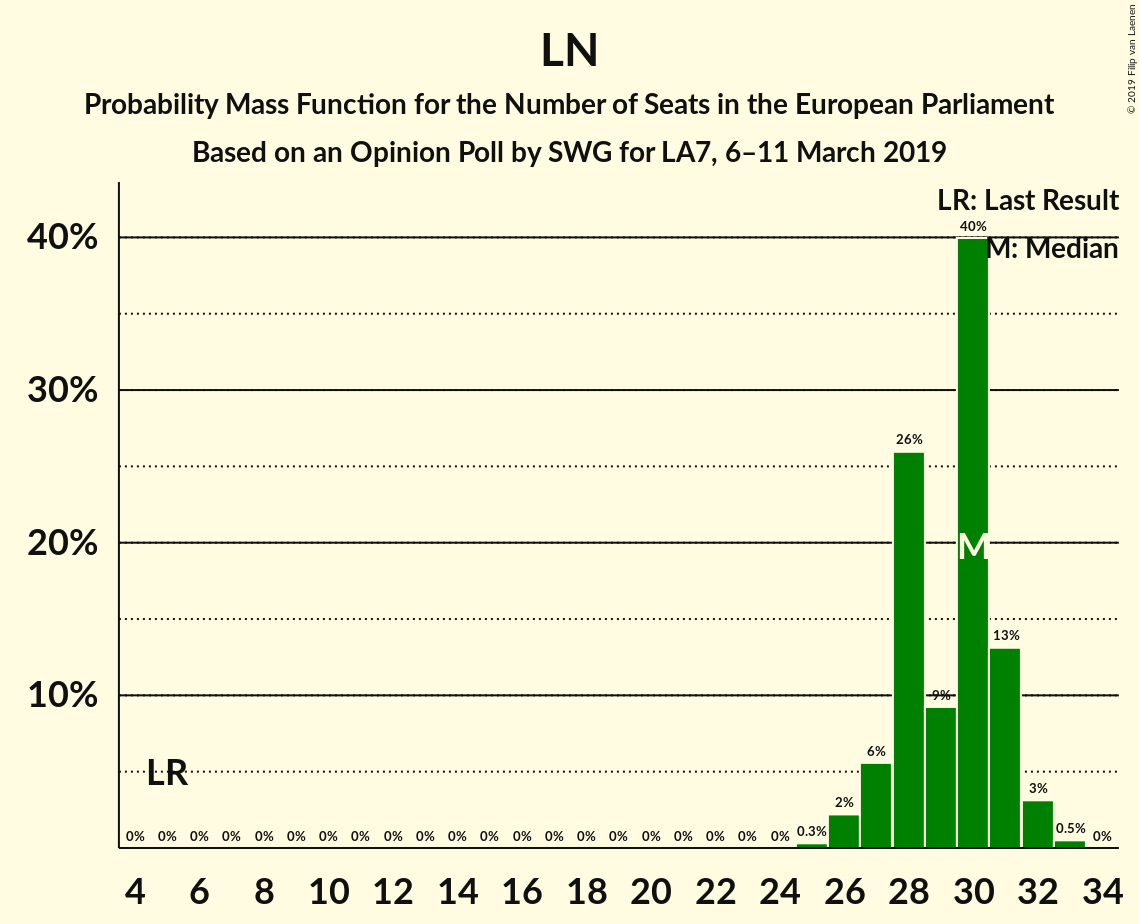 LN
Probability Mass Function for the Number of Seats in the European Parliament
Based on an Opinion Poll by SWG for LA7, 6–11 March 2019
© 2019 Filip van Laenen
LR: Last Result
M: Median
40%
30%
20%
10%
LR
M
0% 0% 0% 0% 0% 0% 0% 0% 0% 0% 0% 0% 0% 0% 0% 0% 0% 0% 0% 0% 0% 0.3% 2% 6% 26% 9% 40% 13% 3% 0.5% 0%
4 6 8 10 12 14 16 18 20 22 24 26 28 30 32 34